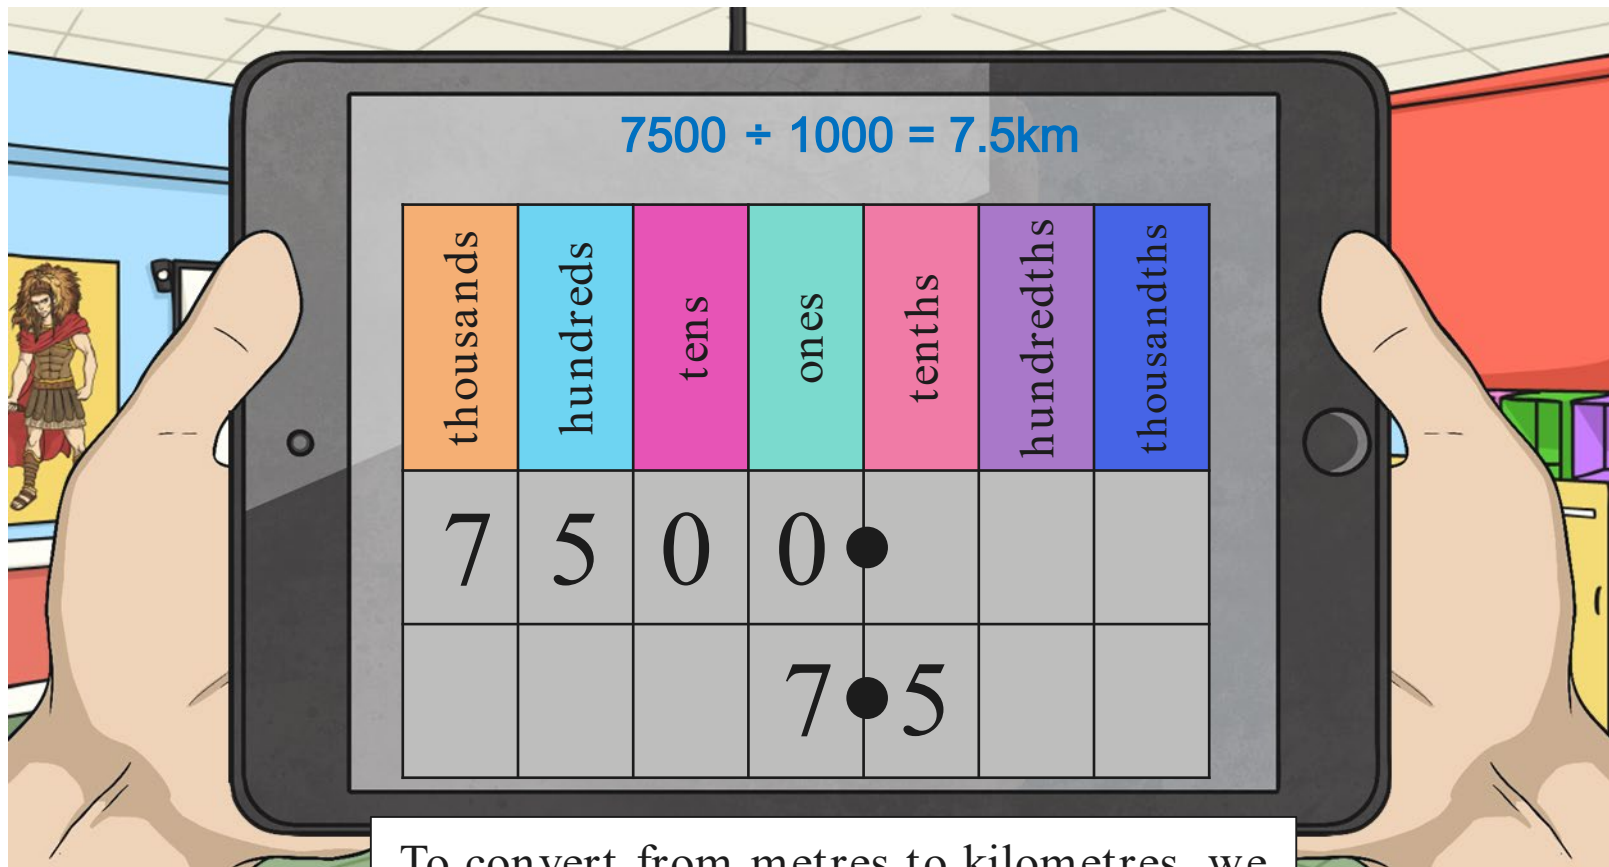 7500 ÷ 1000 = 7.5km
thousands hundreds tens ones tenths hundredths thousandths
7 5 0 0 •
7 • 5
To convert from metres to kilometres, we